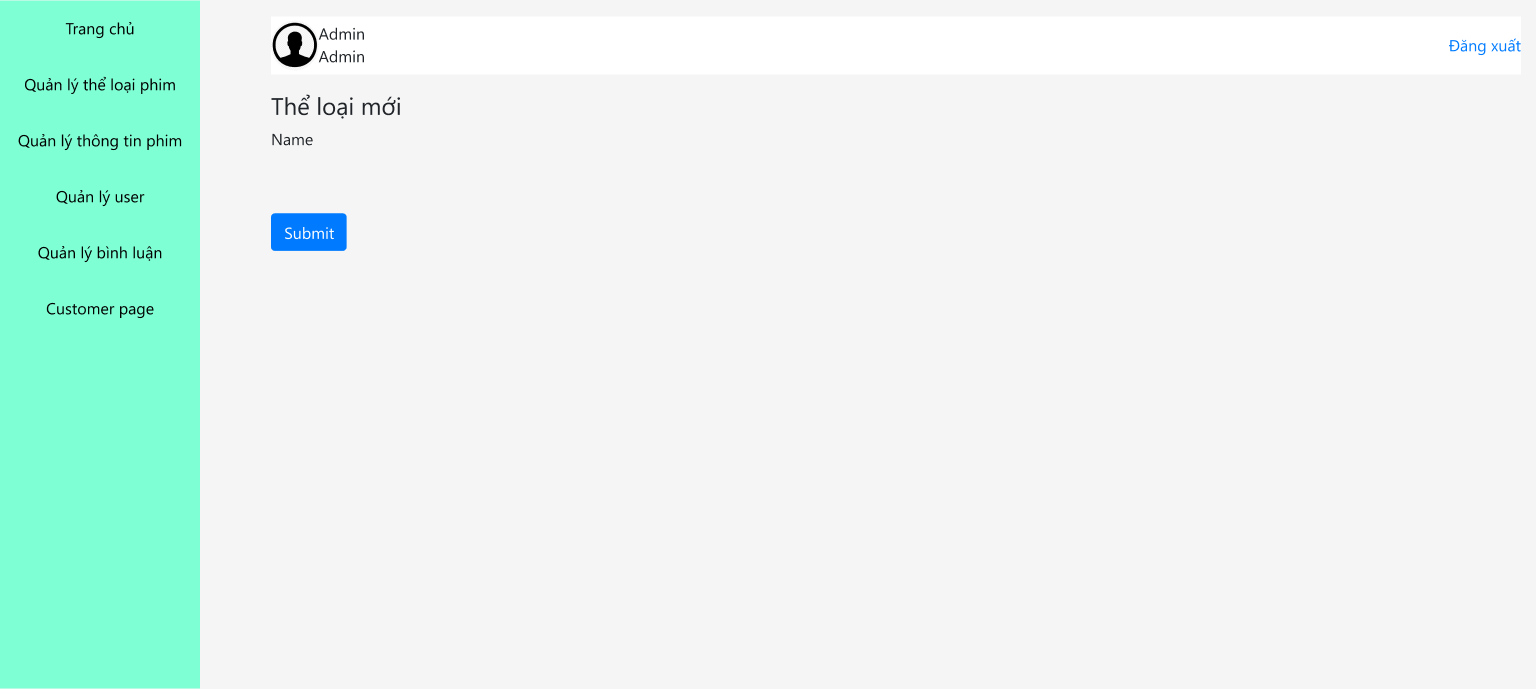 Trang chủ
Quản lý thể loại phim
Quản lý thông tin phim
Quản lý user
Quản lý bình luận
Customer page
Admin
Admin
Đăng xuất
Thể loại mới
Name
Submit